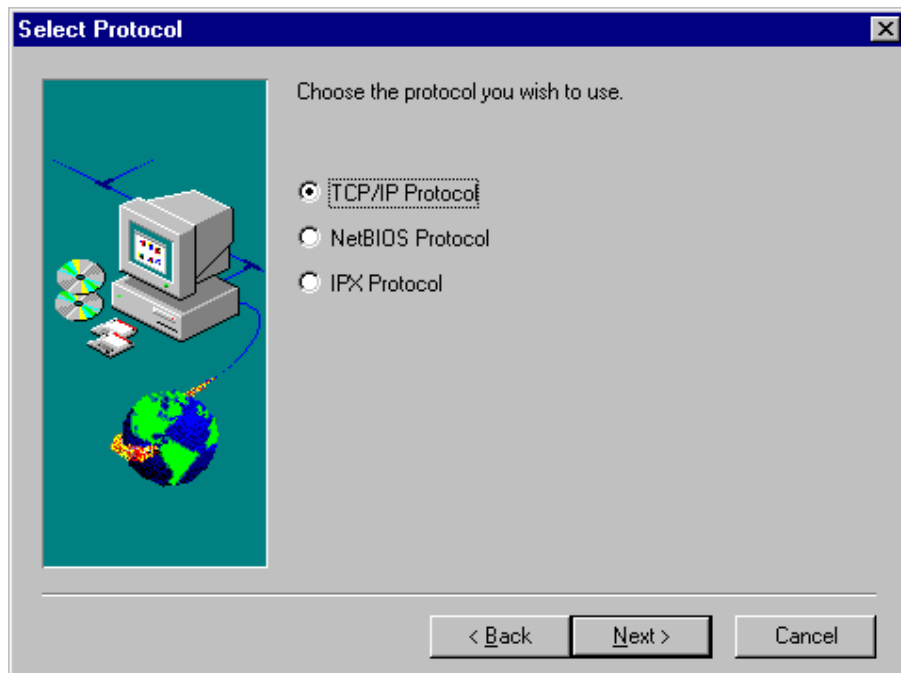 Select Protocol
Choose the protocol you wish to use.
TCP/IP Protocol
NetBIOS Protocol
IPX Protocol
< Back
Next >
Cancel